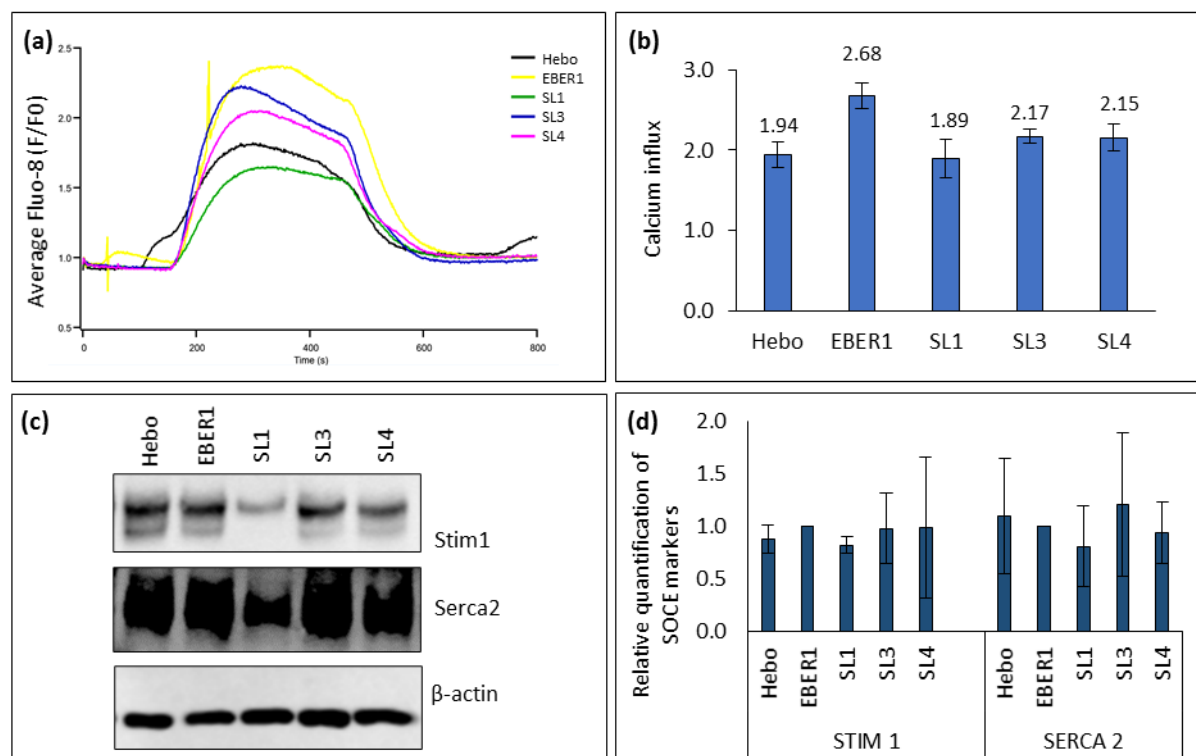 (a)
Average Fluo-8 (F/F0)
2.5
2.0
1.5
1.0
0.5
0
200
400
600
800
Time (s)
Hebo
EBER1
SL1
SL3
SL4
(b)
Calcium influx
3.0
2.0
1.0
0.0
1.94
2.68
1.89
2.17
2.15
Hebo
EBER1
SL1
SL3
SL4
(c)
Hebo
EBER1
SL1
SL3
SL4
Stim1
Serca2
β-actin
(d)
Relative quantification of
SOCE markers
2.0
1.5
1.0
0.5
0.0
Hebo
EBER1
SL1
SL3
SL4
Hebo
EBER1
SL1
SL3
SL4
STIM 1
SERCA 2